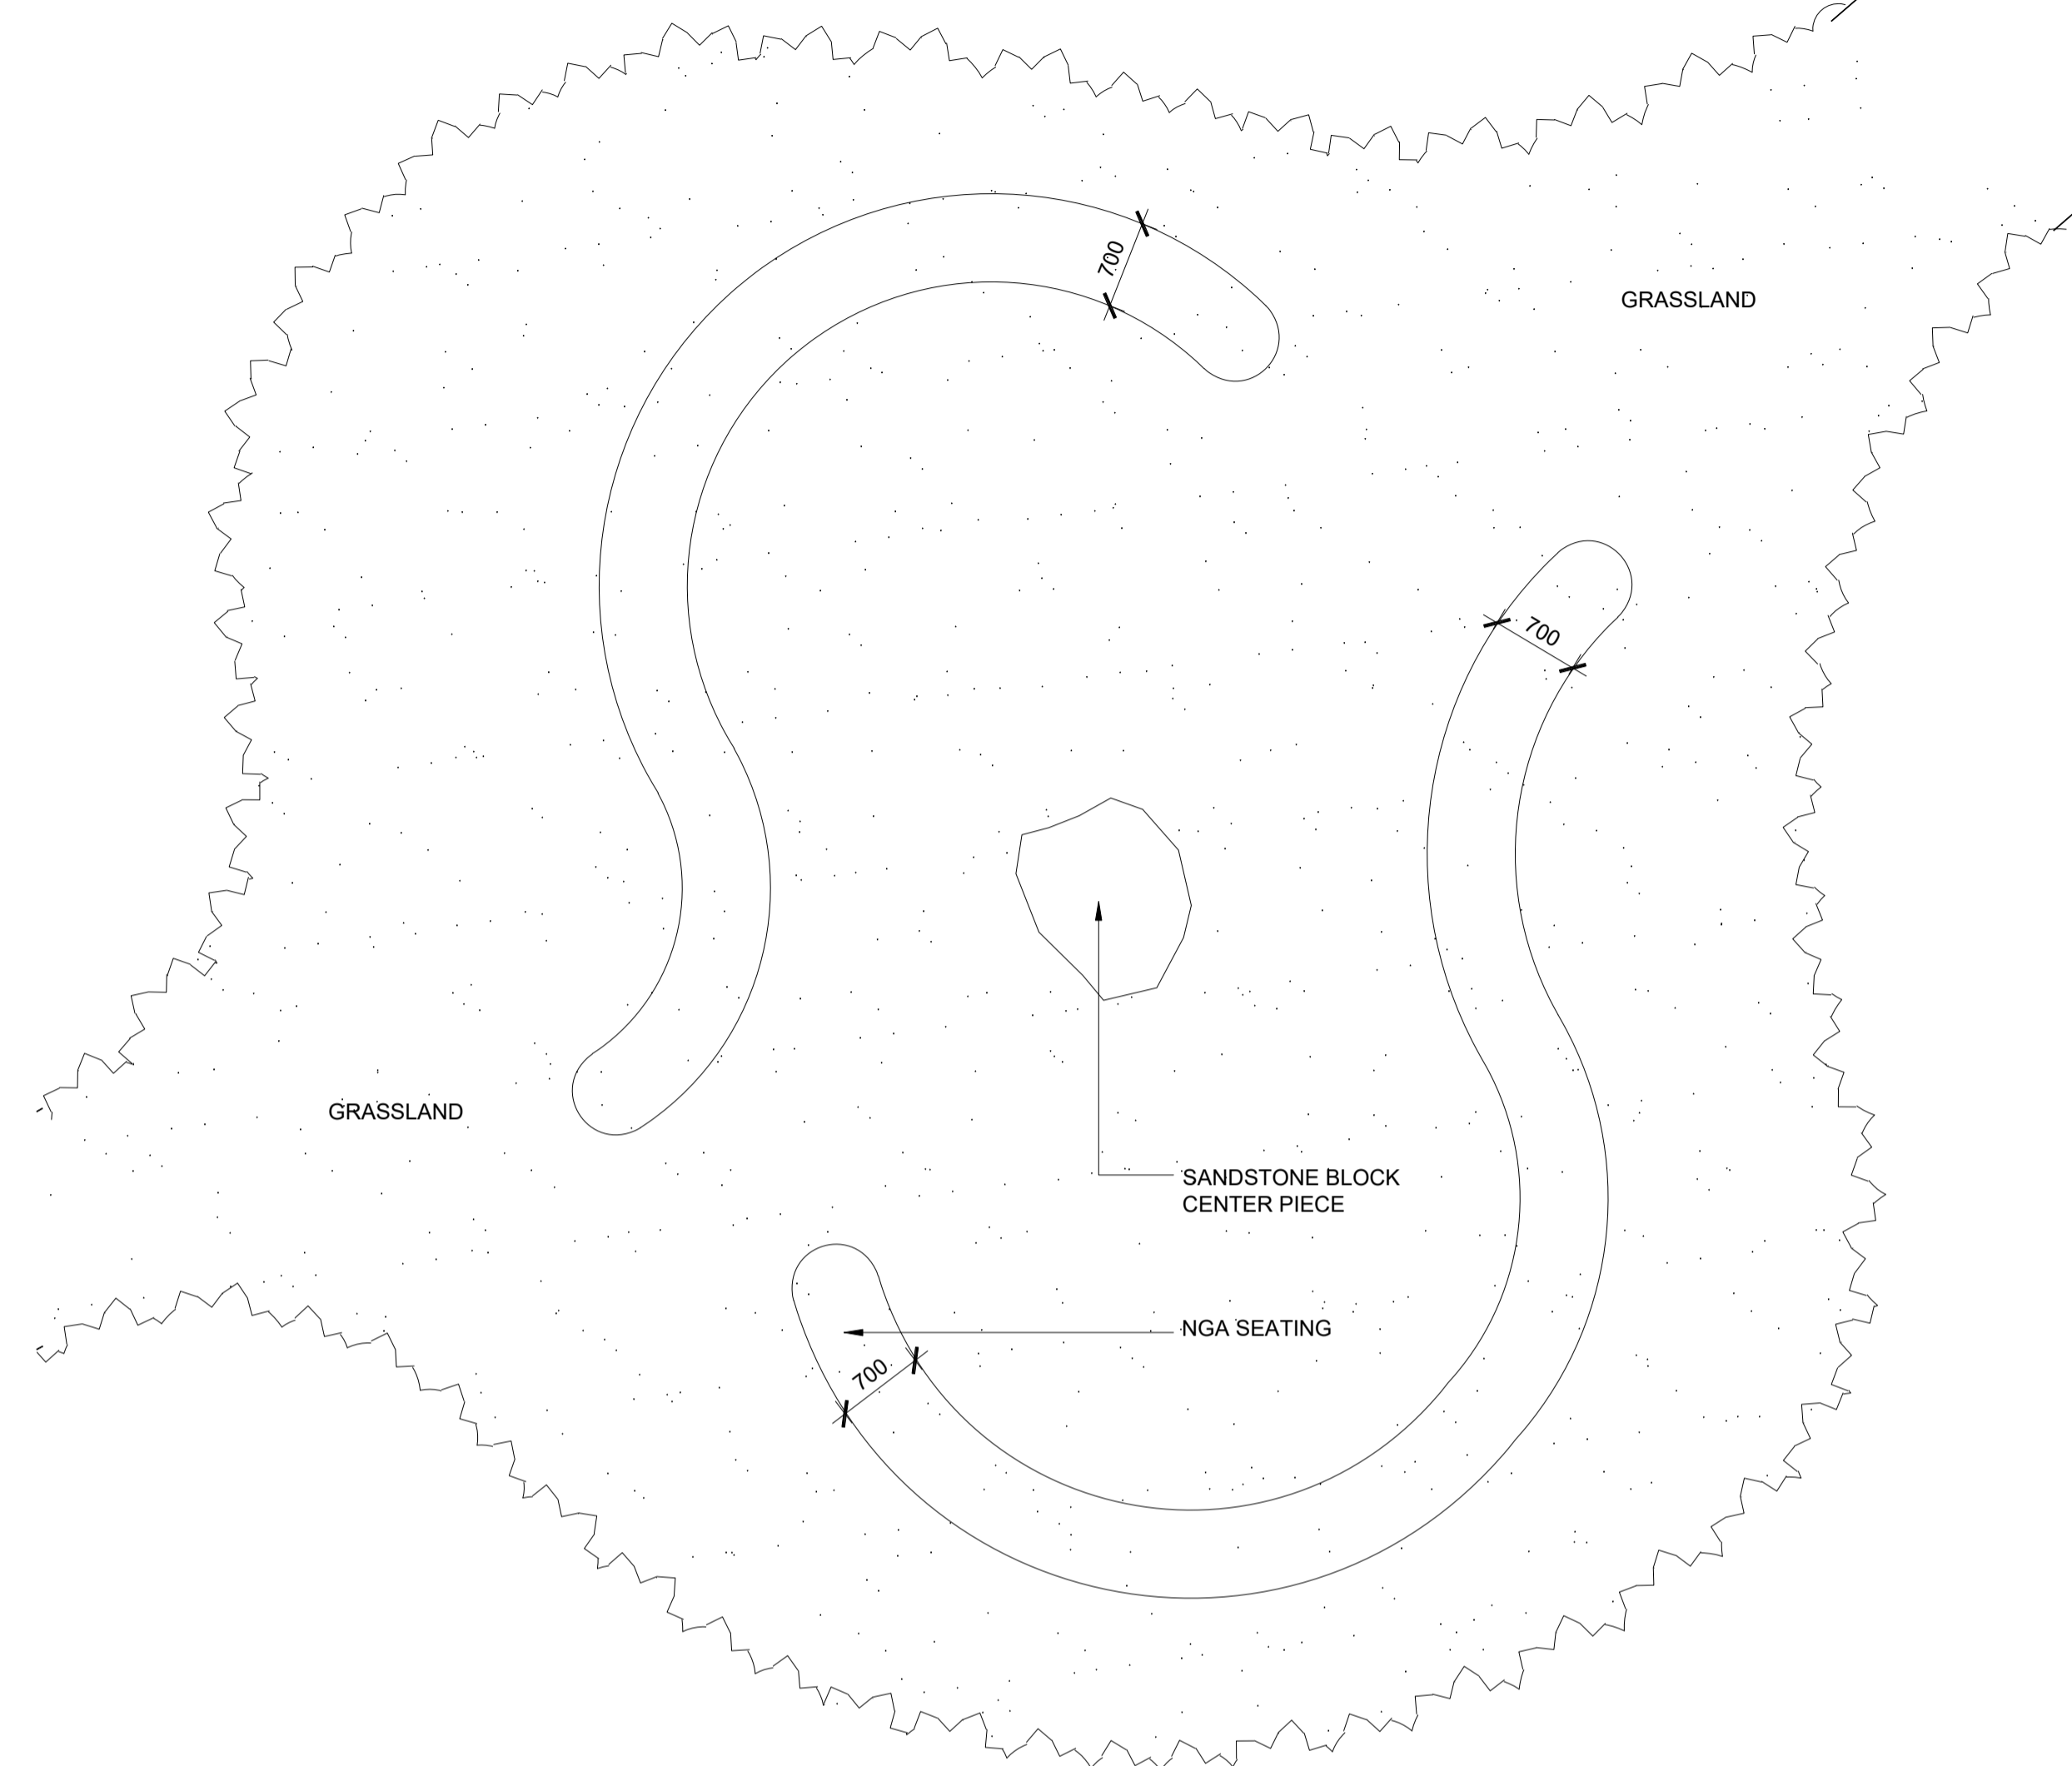 700
GRASSLAND
700
GRASSLAND
SANDSTONE BLOCK
CENTER PIECE
NGA SEATING
700